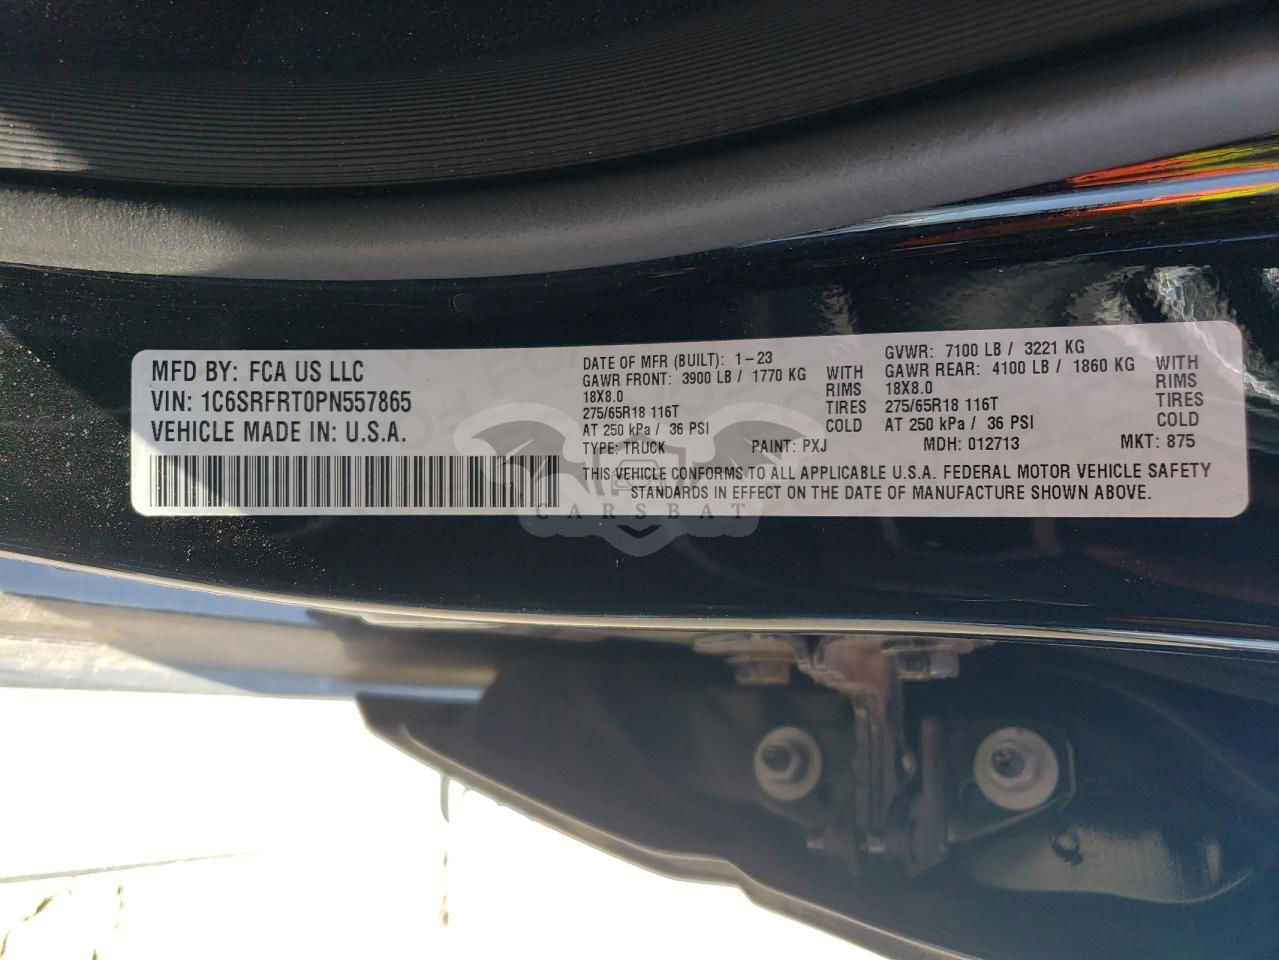 MFD BY: FCA US LLC
VIN: 1C6SRFRT0PN557865
VEHICLE MADE IN: U.S.A.
DATE OF MFR (BUILT): 1-23
GAWR FRONT: 3900 LB / 1770 KG WITH
18X8.0 RIMS
275/65R18 116T TIRES
AT 250 kPa / 36 PSI COLD
GVWR: 7100 LB / 3221 KG
GAWR REAR: 4100 LB / 1860 KG WITH
18X8.0 RIMS
275/65R18 116T TIRES
AT 250 kPa / 36 PSI COLD
TYPE: TRUCK PAINT: PXJ MDH: 012713 MKT: 875
THIS VEHICLE CONFORMS TO ALL APPLICABLE U.S.A. FEDERAL MOTOR VEHICLE SAFETY
STANDARDS IN EFFECT ON THE DATE OF MANUFACTURE SHOWN ABOVE.
CARSBAT